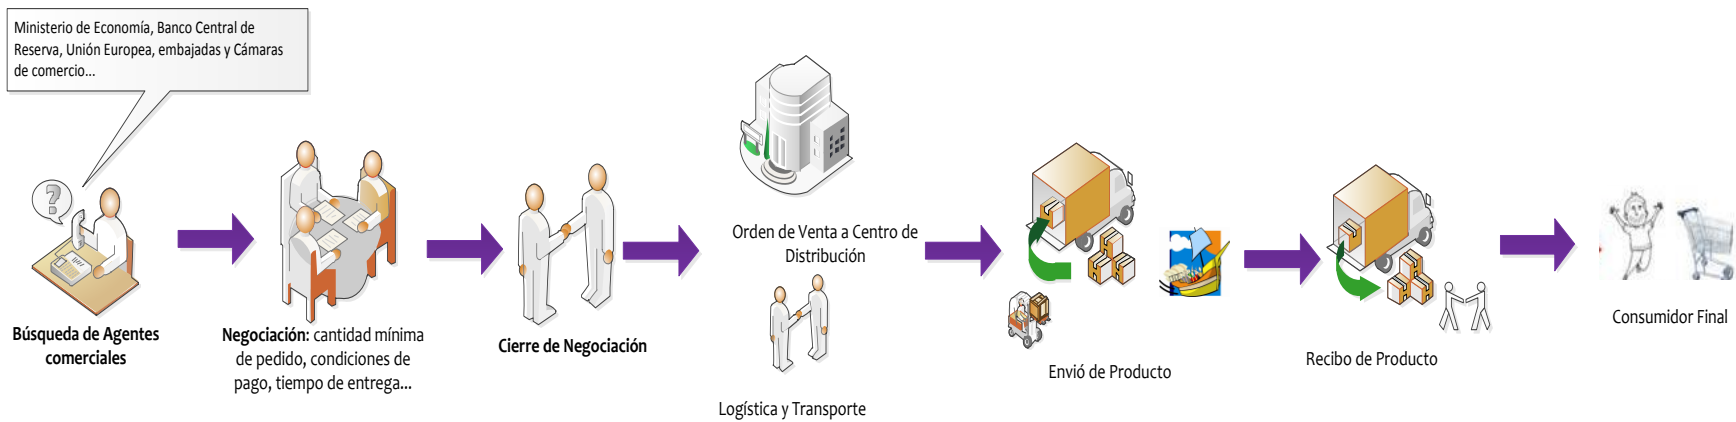 Ministerio de Economía, Banco Central de
Reserva, Unión Europea, embajadas y Cámaras
de comercio...
?
Búsqueda de Agentes
comerciales
Negociación: cantidad mínima
de pedido, condiciones de
pago, tiempo de entrega...
Cierre de Negociación
Orden de Venta a Centro de
Distribución
Logística y Transporte
Envió de Producto
Recibo de Producto
Consumidor Final